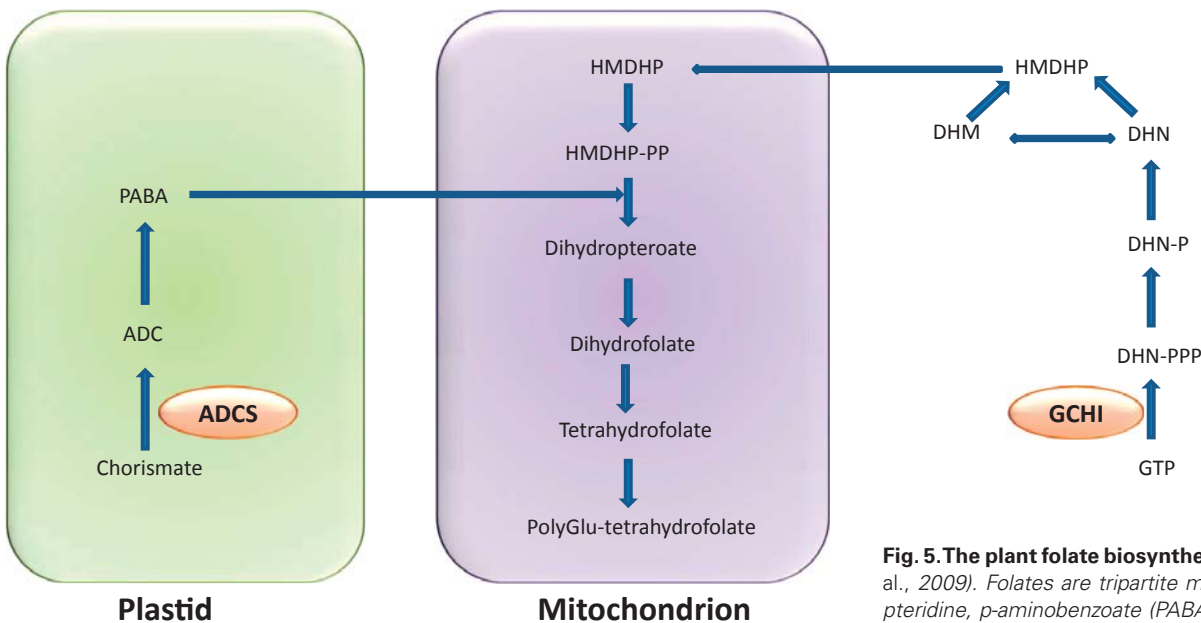 HMDHP
HMDHP
DHM
DHN
HMDHP-PP
PABA
Dihydropteroate
DHN-P
ADC
Dihydrofolate
DHN-PPP
ADCS
GCHI
Tetrahydrofolate
Chorismate
GTP
PolyGlu-tetrahydrofolate
Plastid
Mitochondrion
Fig. 5. The plant folate biosynthe
al., 2009). Folates are tripartite m
pteridine, p-aminobenzoate (PABA